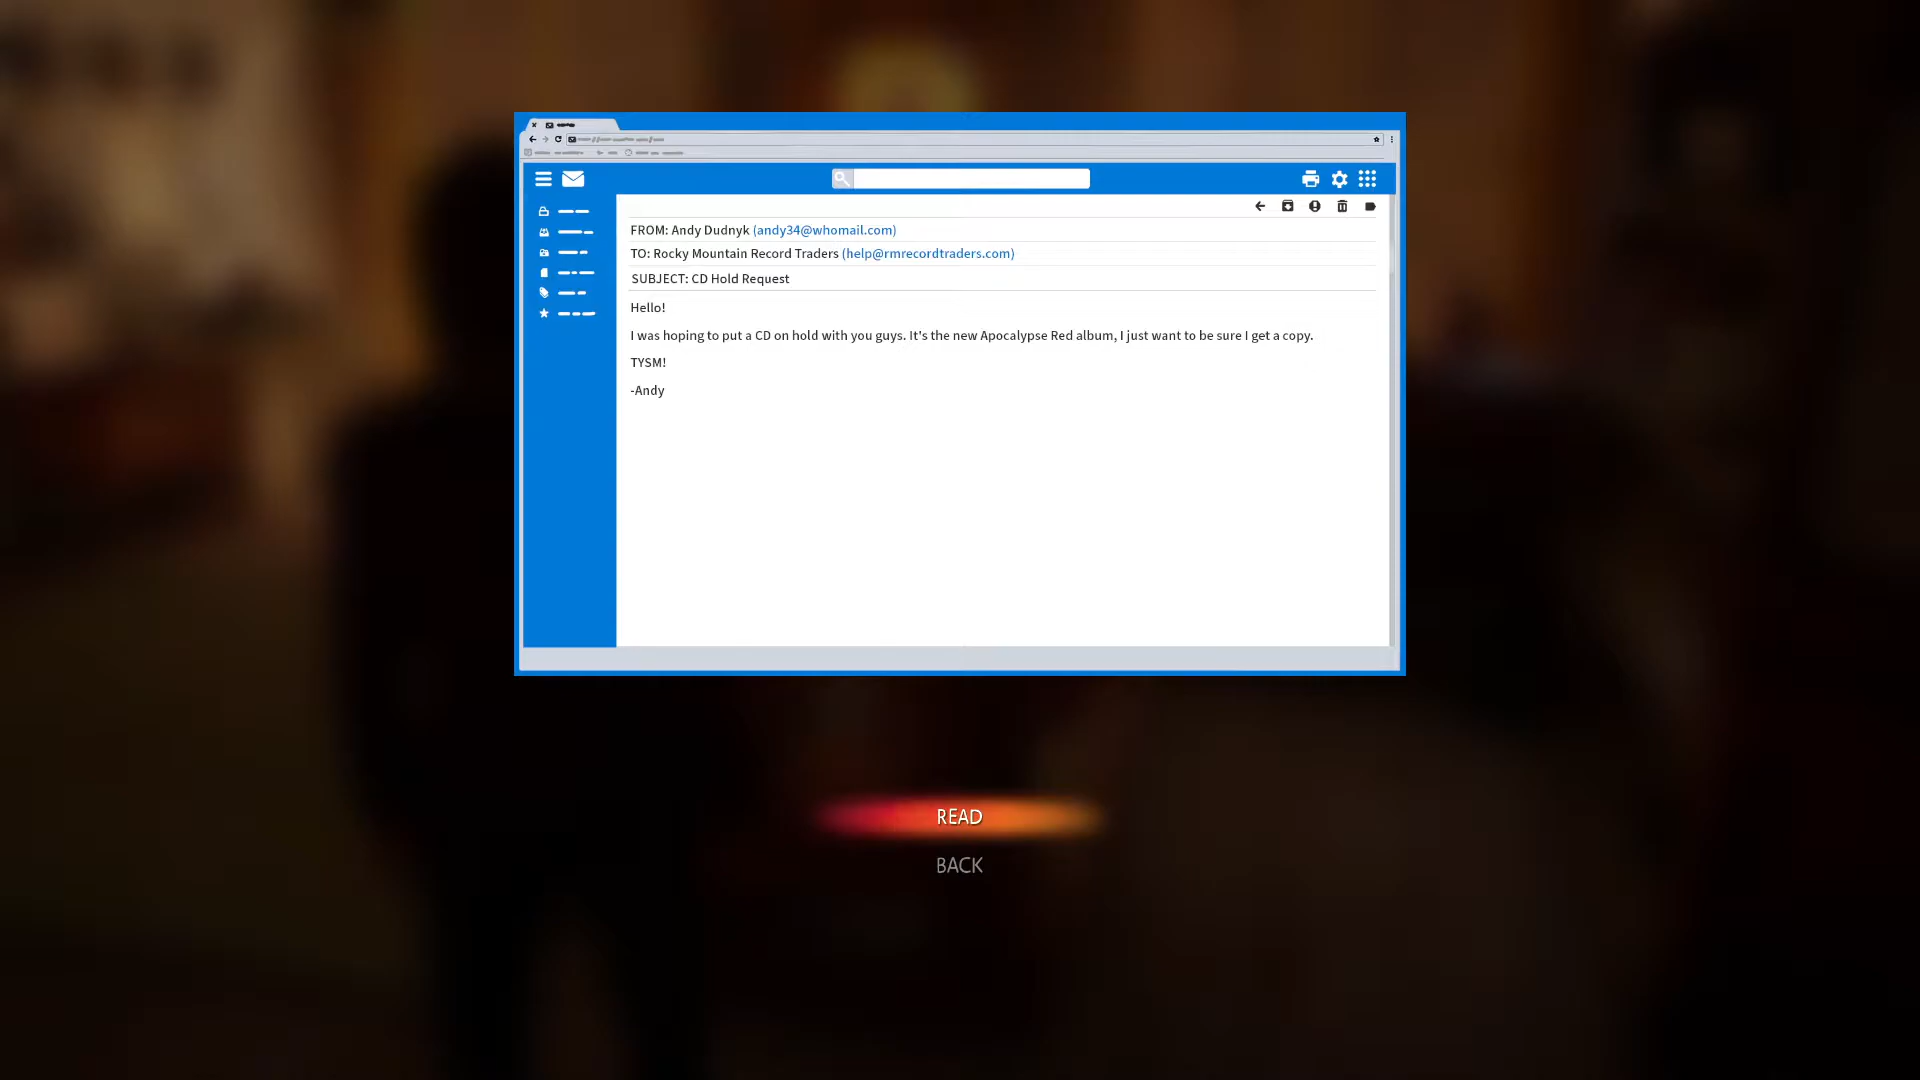 FROM: Andy Dudnyk (andy34@whomail.com)
TO: Rocky Mountain Record Traders (help@rmrecordtraders.com)
SUBJECT: CD Hold Request
Hello!
I was hoping to put a CD on hold with you guys. It's the new Apocalypse Red album, I just want to be sure I get a copy.
TYSM!
-Andy
READ
BACK